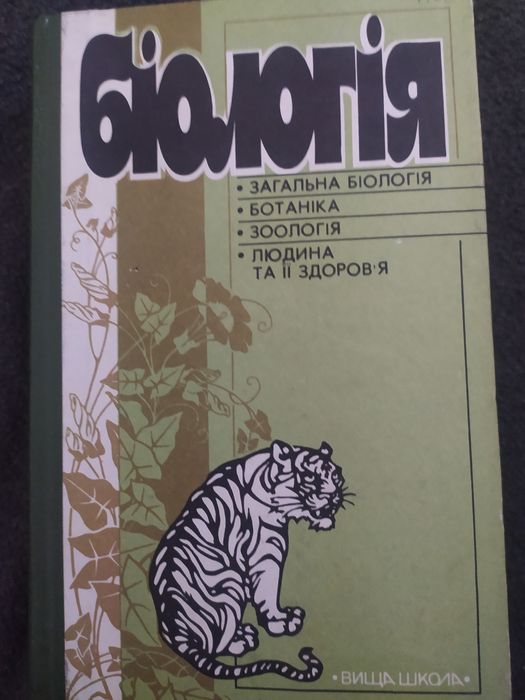 біологія
• ЗАГАЛЬНА БІОЛОГІЯ
• БОТАНІКА
• ЗООЛОГІЯ
• ЛЮДИНА
ТА ЇЇ ЗДОРОВ'Я
• ВИЩА ШКОЛА •